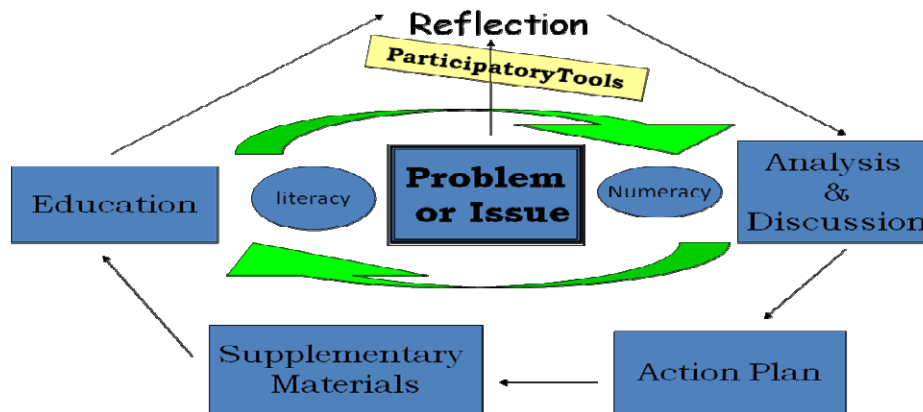 Reflection
ParticipatoryTools
Education
literacy
Problem
or Issue
Numeracy
Analysis
&
Discussion
Supplementary
Materials
Action Plan